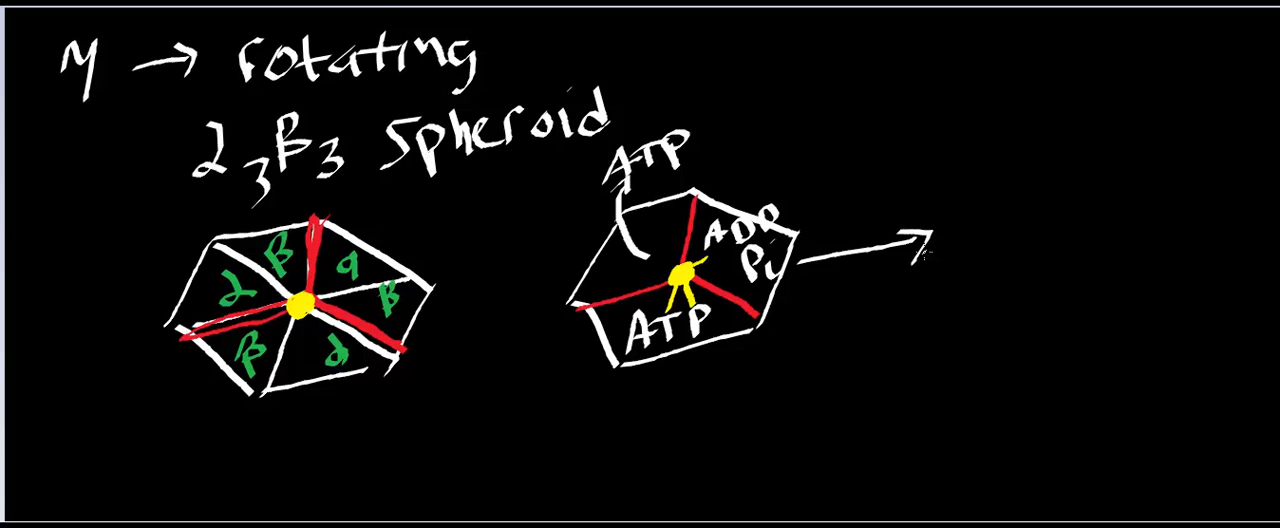 γ → rotating
α₃β₃ spheroid
ATP
β α
α β
β α
ADP
Pi
ATP